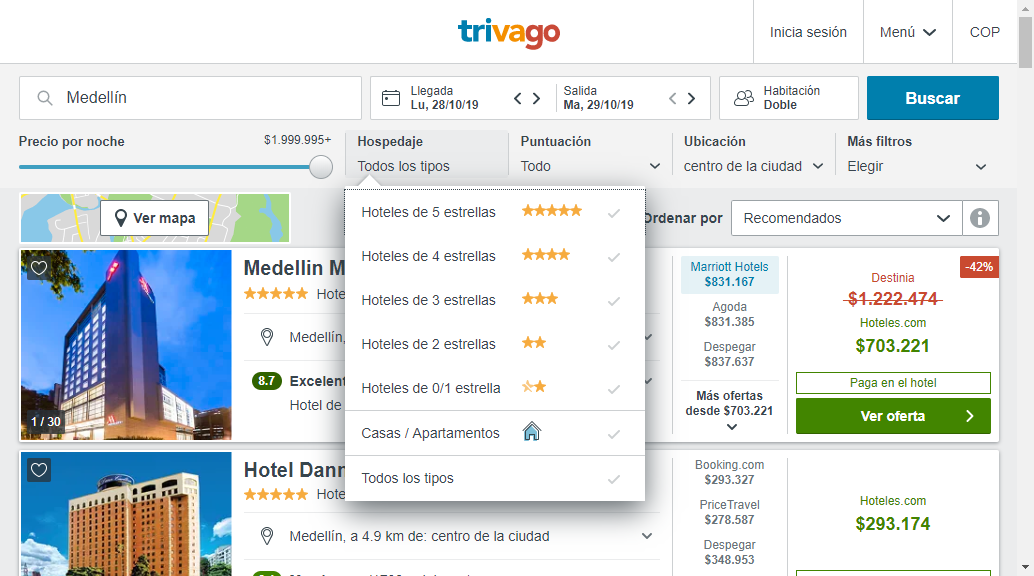 trivago
Inicia sesión
Menú
COP
Medellín
Llegada
Lu, 28/10/19
Salida
Ma, 29/10/19
Habitación
Doble
Buscar
Precio por noche
$1.999.995+
Hospedaje
Todos los tipos
Puntuación
Todo
Ubicación
centro de la ciudad
Más filtros
Elegir
Ver mapa
Hoteles de 5 estrellas
Hoteles de 4 estrellas
Hoteles de 3 estrellas
Hoteles de 2 estrellas
Hoteles de 0/1 estrella
Casas / Apartamentos
Todos los tipos
Ordenar por
Recomendados
Medellin M
Hote
Medellín,
8.7 Excelent
Hotel de
1 / 30
Marriott Hotels
$831.167
Agoda
$831.385
Despegar
$837.637
Más ofertas
desde $703.221
-42%
Destinia
$1.222.474
Hoteles.com
$703.221
Paga en el hotel
Ver oferta
Hotel Dann
Hote
Medellín, a 4.9 km de: centro de la ciudad
Booking.com
$293.327
PriceTravel
$278.587
Despegar
$348.953
Hoteles.com
$293.174